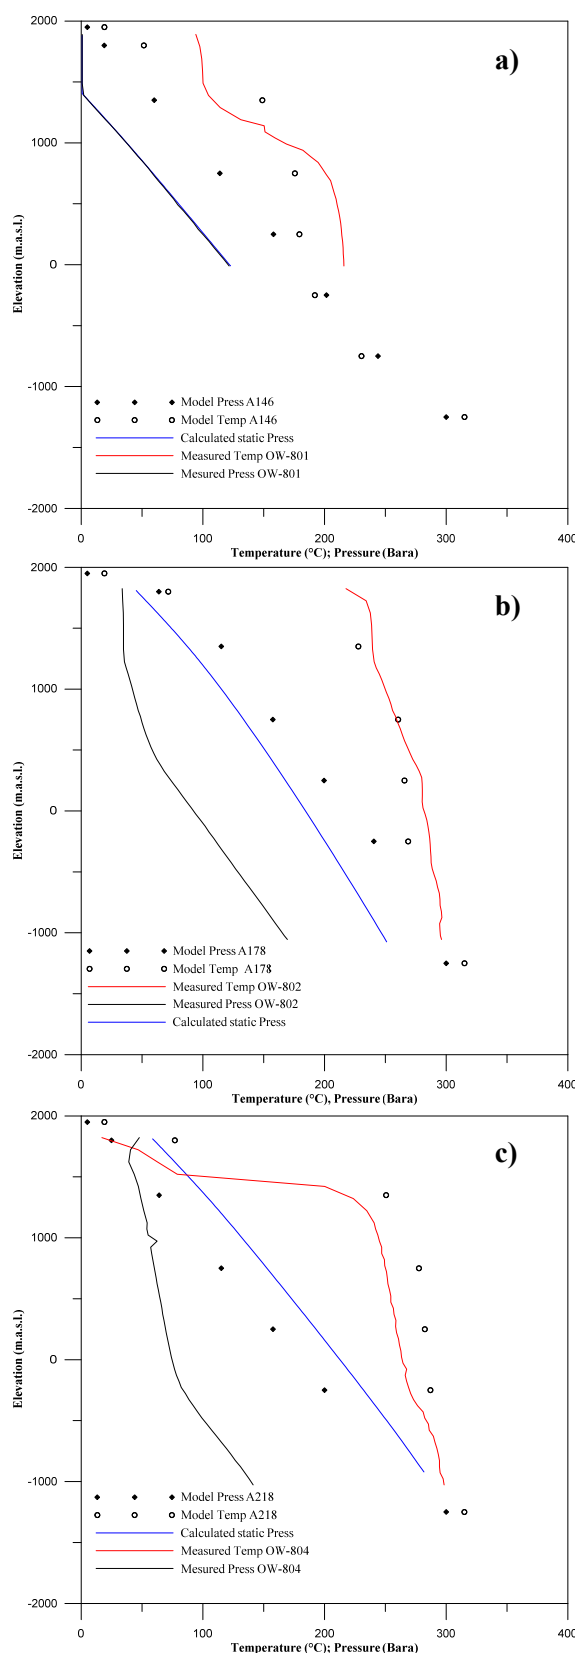 2000
a)
1000
Elevation (m.a.s.l.)
0
-1000
Model Press A146
Model Temp A146
Calculated static Press
Measured Temp OW-801
Mesured Press OW-801
-2000
0 100 200 300 400
Temperature (°C); Pressure (Bara)
2000
b)
1000
Elevation (m.a.s.l.)
0
-1000
Model Press A178
Model Temp A178
Measured Temp OW-802
Measured Press OW-802
Calculated static Press
-2000
0 100 200 300 400
Temperature (°C), Pressure (Bara)
2000
c)
1000
Elevation (m.a.s.l.)
0
-1000
Model Press A218
Model Temp A218
Calculated static Press
Measured Temp OW-804
Mesured Press OW-804
-2000
0 100 200 300 400
Temperature (°C); Pressure (Bara)